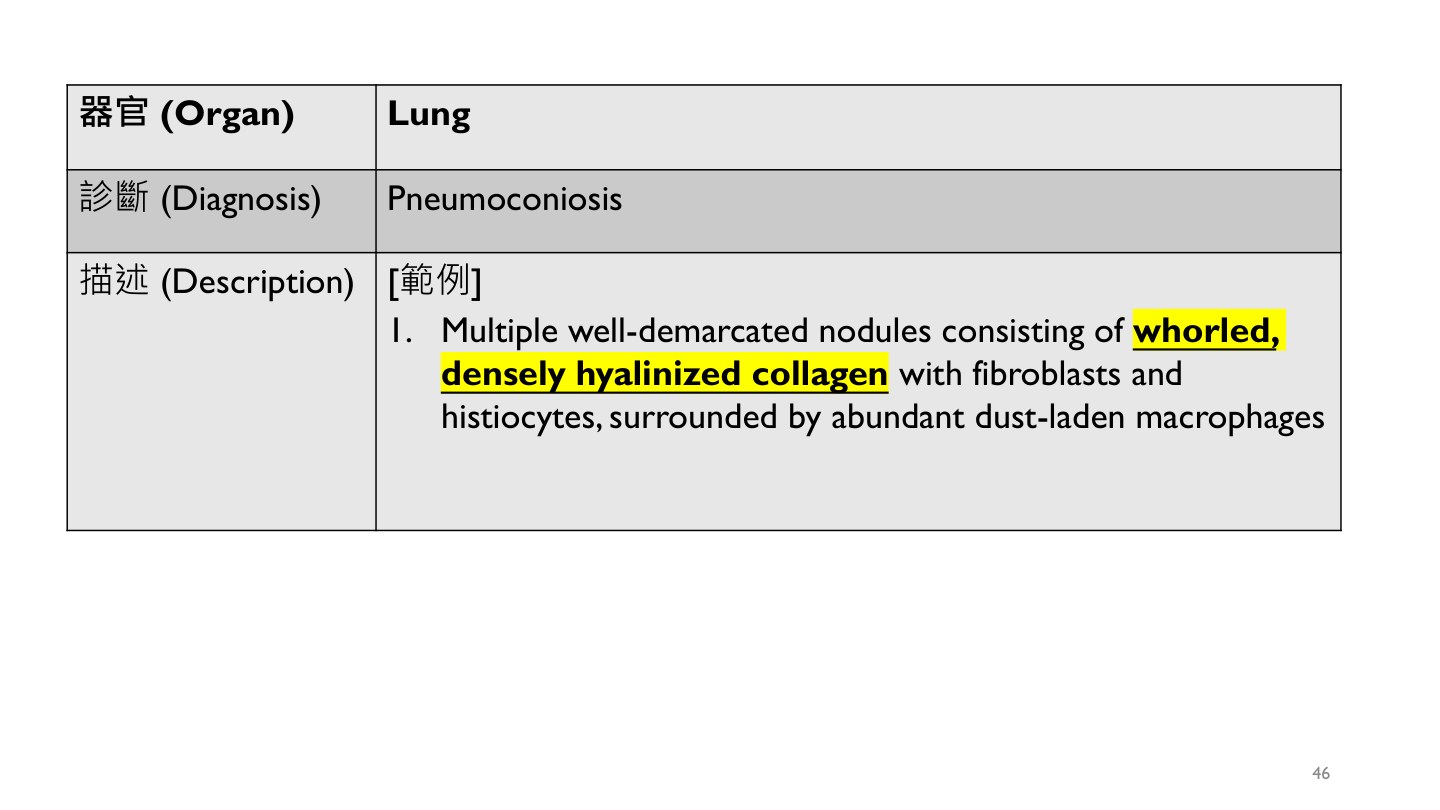 器官 (Organ)
Lung
診斷 (Diagnosis)
Pneumoconiosis
描述 (Description)
[範例]
1. Multiple well-demarcated nodules consisting of whorled,
densely hyalinized collagen with fibroblasts and
histiocytes, surrounded by abundant dust-laden macrophages
46